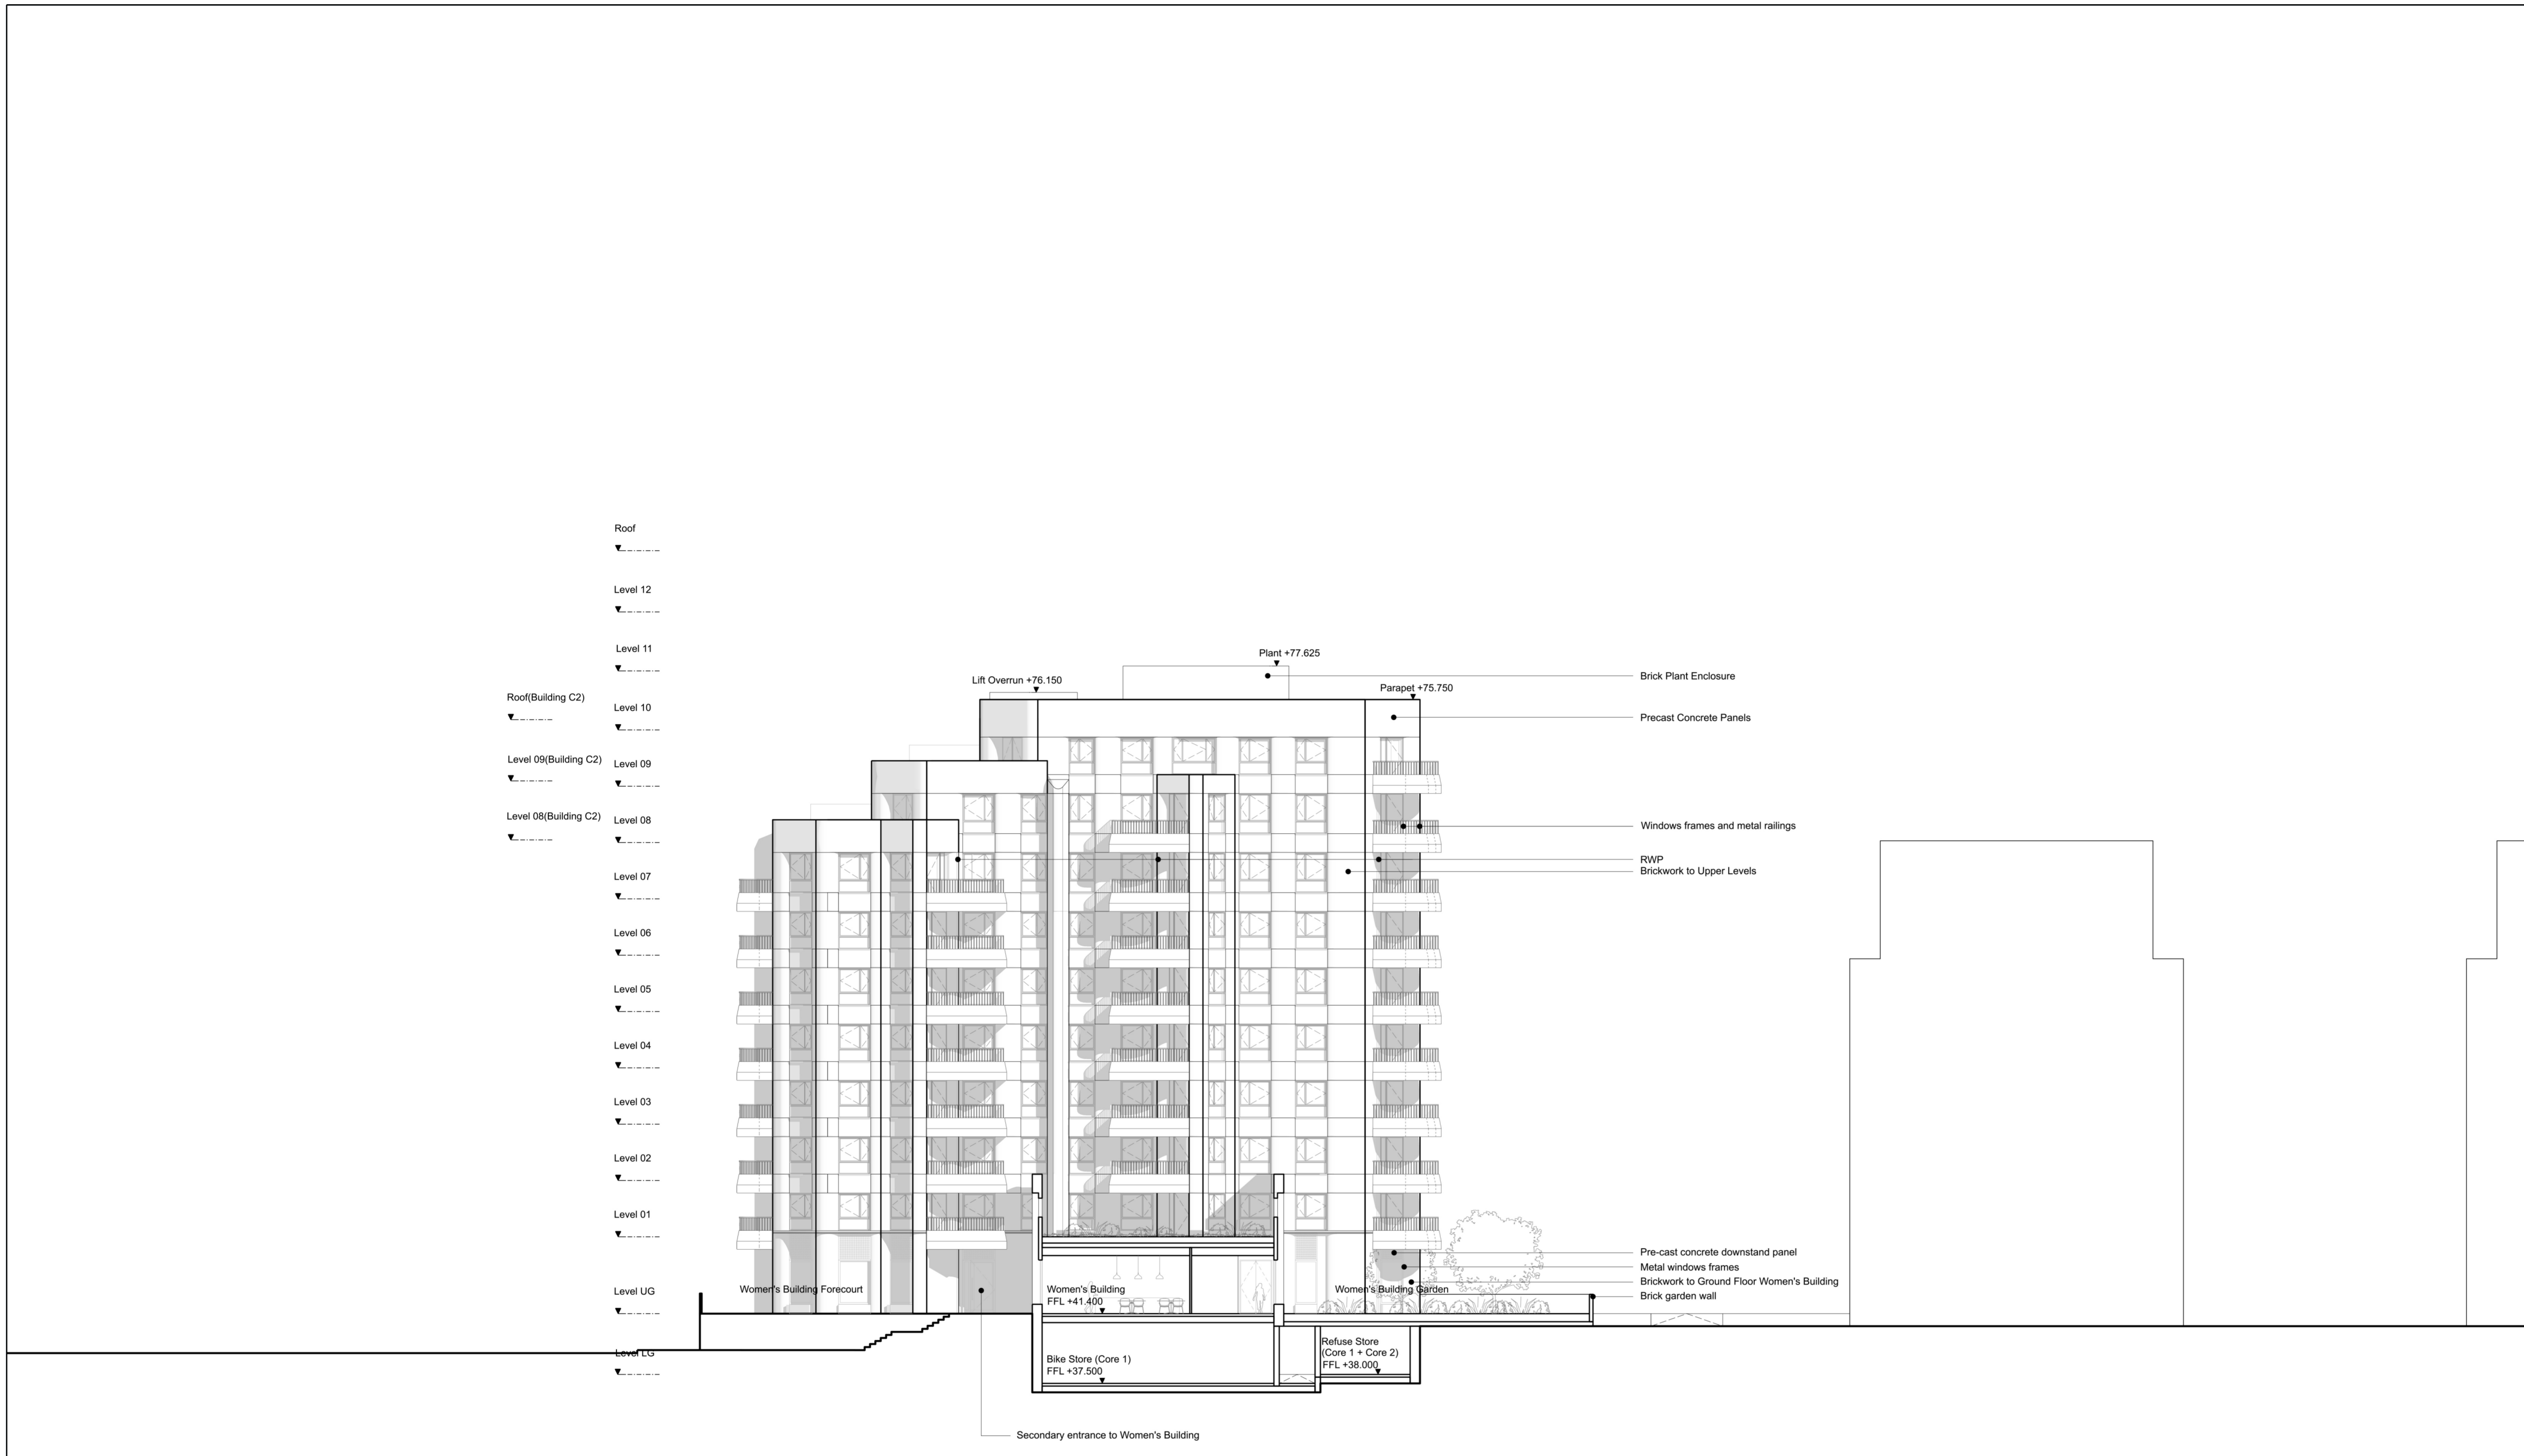 Roof
Level 12
Level 11
Roof(Building C2)
Level 10
Level 09(Building C2)
Level 09
Level 08(Building C2)
Level 08
Level 07
Level 06
Level 05
Level 04
Level 03
Level 02
Level 01
Level UG
Level LG
Plant +77.625
Lift Overrun +76.150
Parapet +75.750
Brick Plant Enclosure
Precast Concrete Panels
Windows frames and metal railings
RWP
Brickwork to Upper Levels
Pre-cast concrete downstand panel
Metal windows frames
Brickwork to Ground Floor Women's Building
Brick garden wall
Women's Building Forecourt
Women's Building
FFL +41.400
Women's Building Garden
Bike Store (Core 1)
FFL +37.500
Refuse Store
(Core 1 + Core 2)
FFL +38.000
Secondary entrance to Women's Building